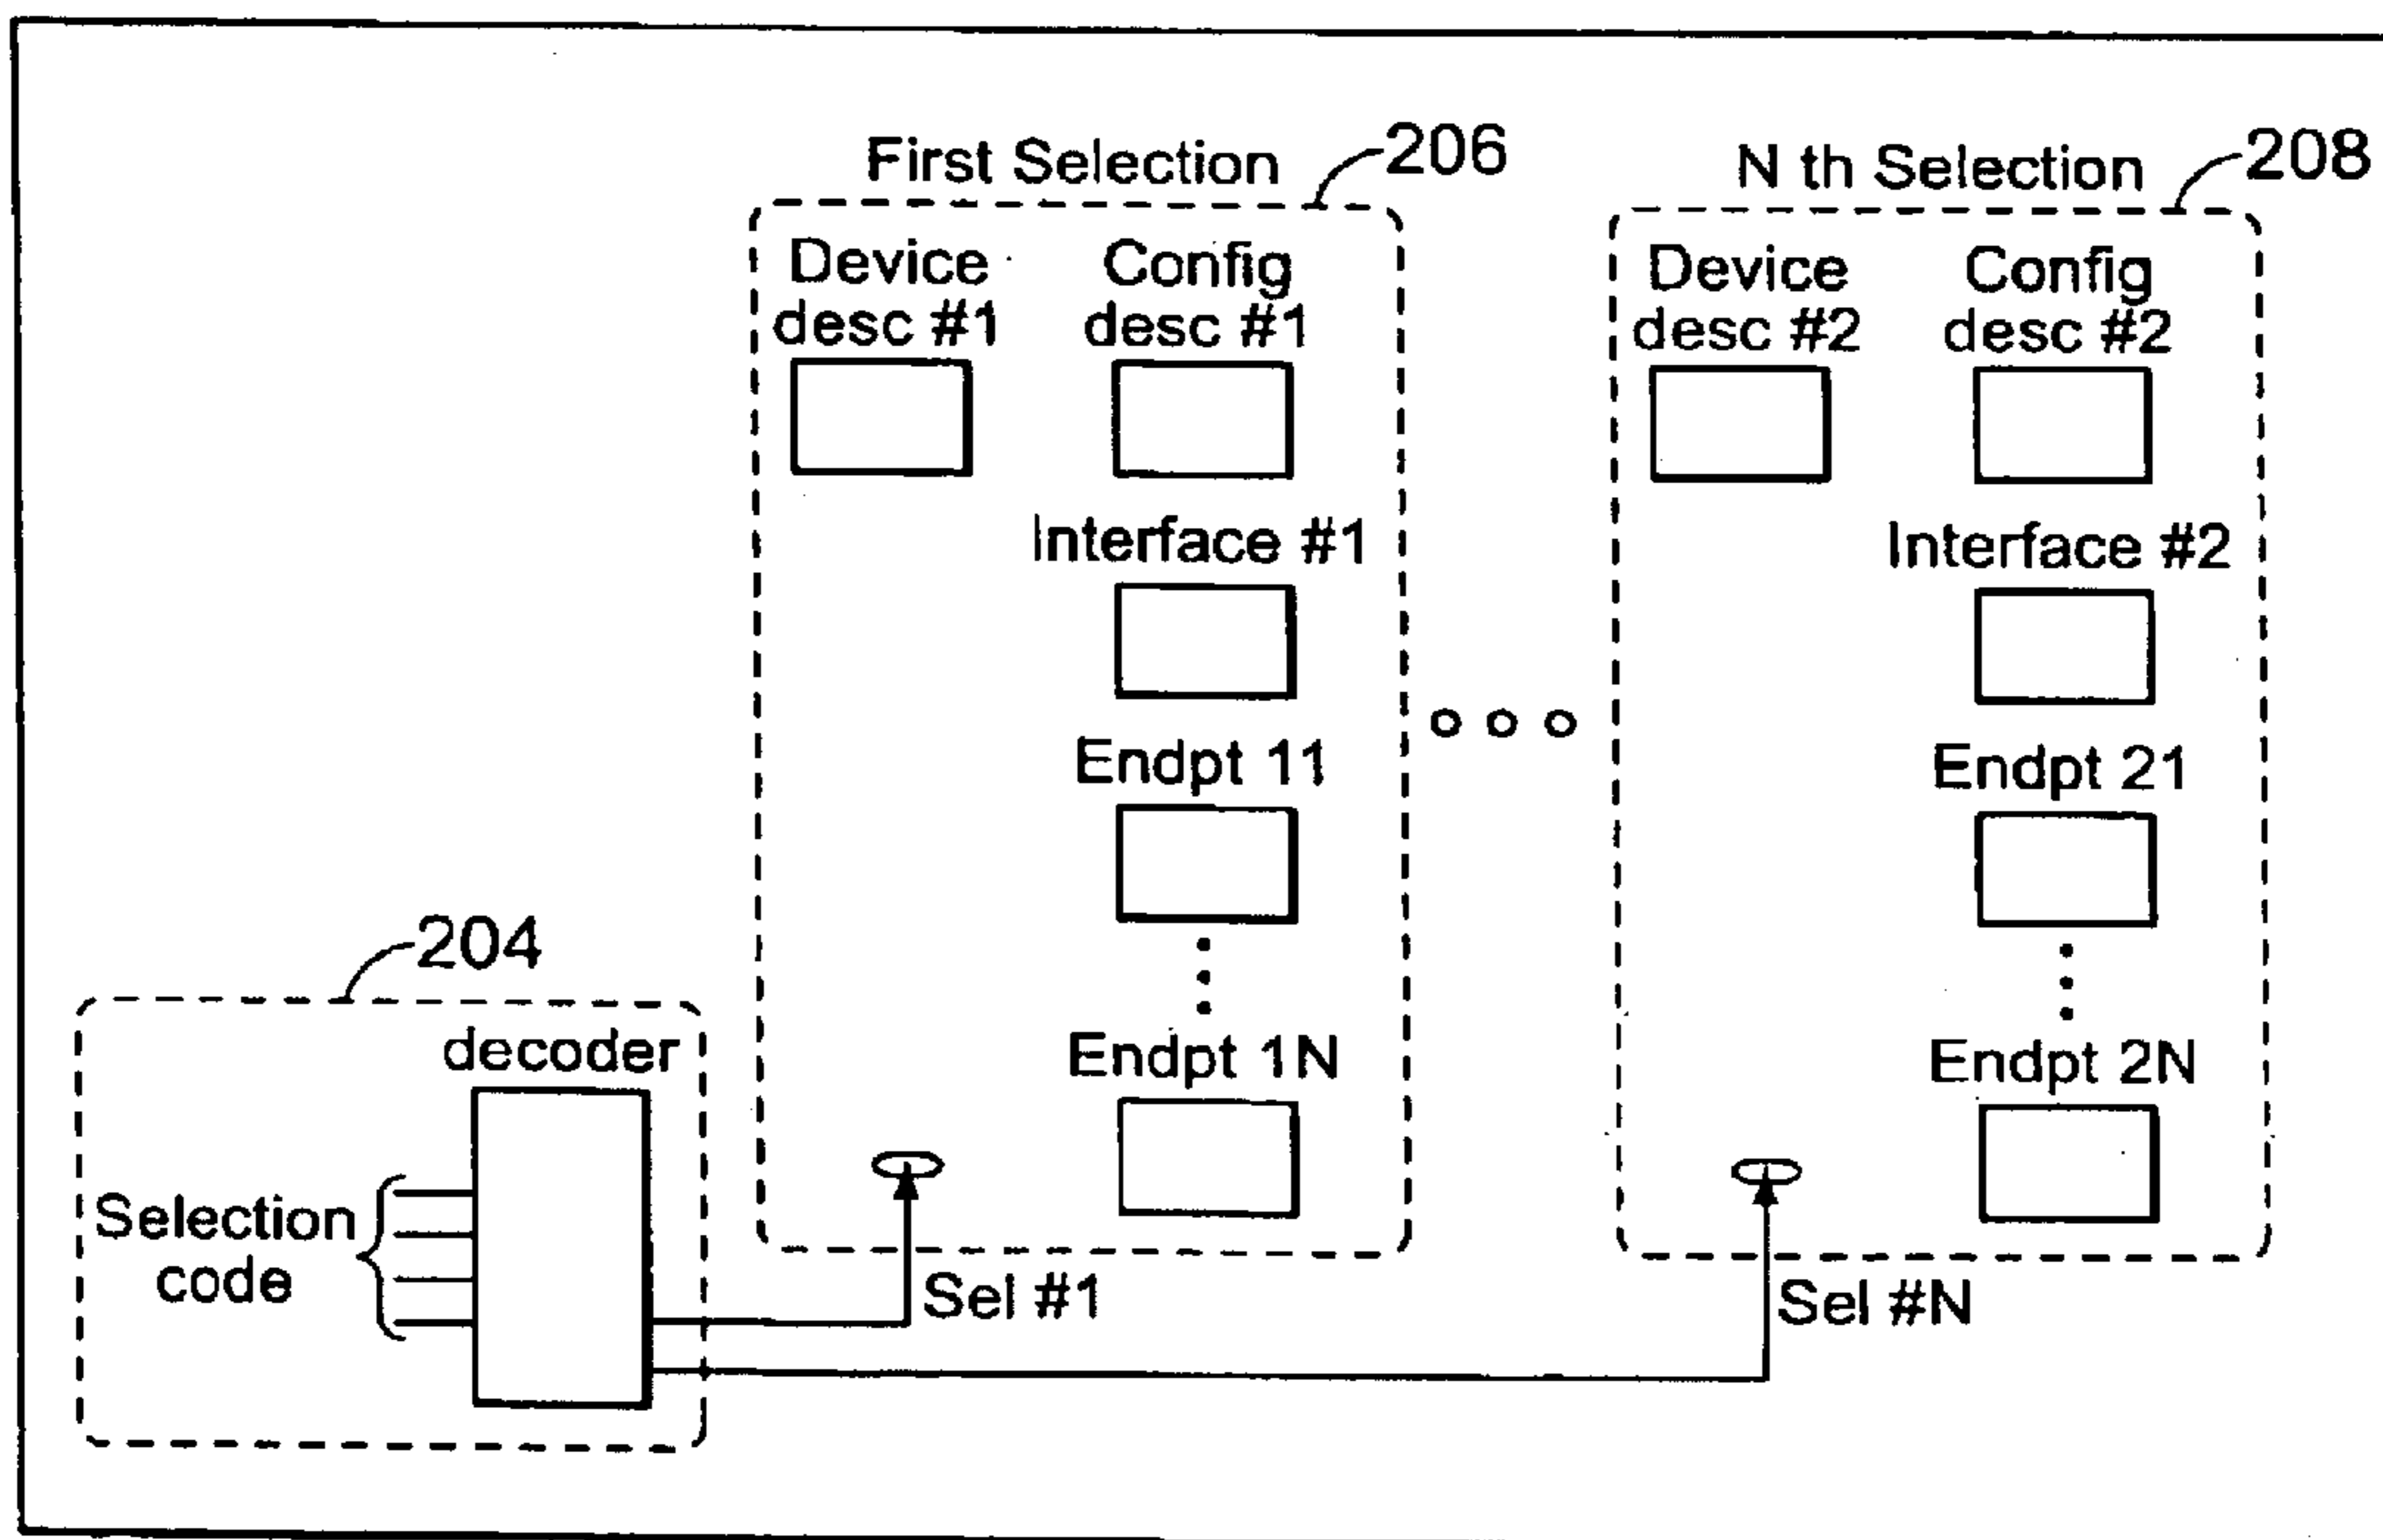 First Selection
206
N th Selection
208
Device
desc #1
Config
desc #1
Device
desc #2
Config
desc #2
Interface #1
Interface #2
Endpt 11
Endpt 21
204
decoder
Endpt 1N
Endpt 2N
Selection
code
Sel #1
Sel #N